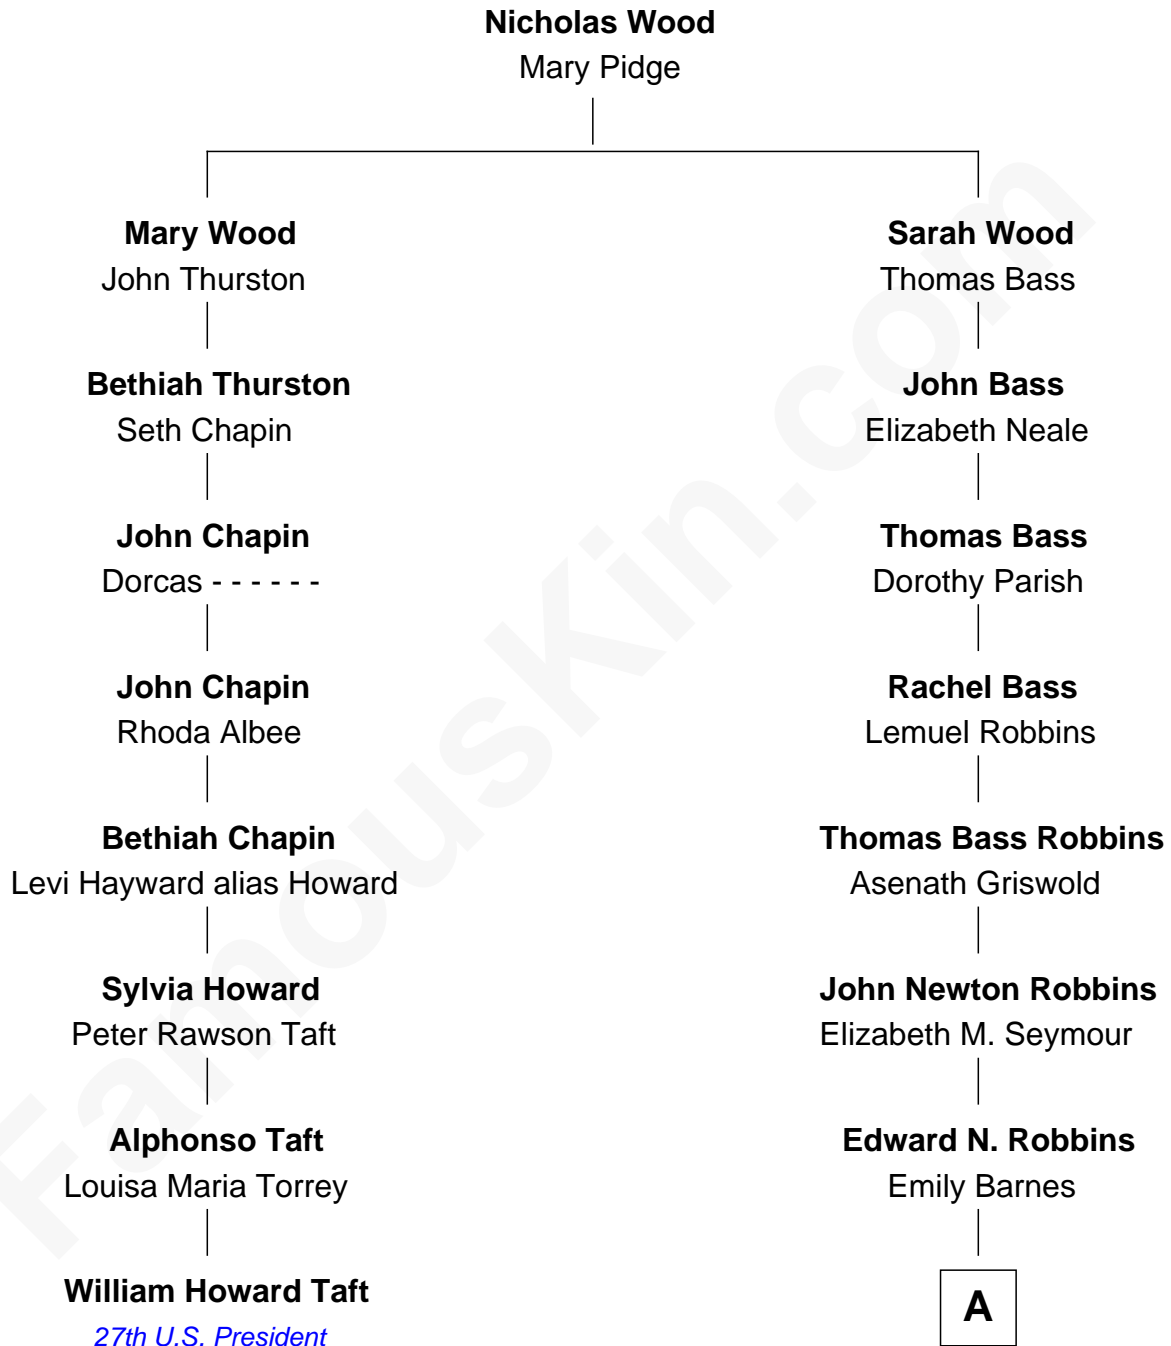 Nicholas Wood
Mary Pidge
Mary Wood
John Thurston
Sarah Wood
Thomas Bass
Bethiah Thurston
Seth Chapin
John Bass
Elizabeth Neale
John Chapin
Dorcas - - - - - -
Thomas Bass
Dorothy Parish
John Chapin
Rhoda Albee
Rachel Bass
Lemuel Robbins
Bethiah Chapin
Levi Hayward alias Howard
Thomas Bass Robbins
Asenath Griswold
Sylvia Howard
Peter Rawson Taft
John Newton Robbins
Elizabeth M. Seymour
Alphonso Taft
Louisa Maria Torrey
Edward N. Robbins
Emily Barnes
William Howard Taft
27th U.S. President
A
FamousKin.com